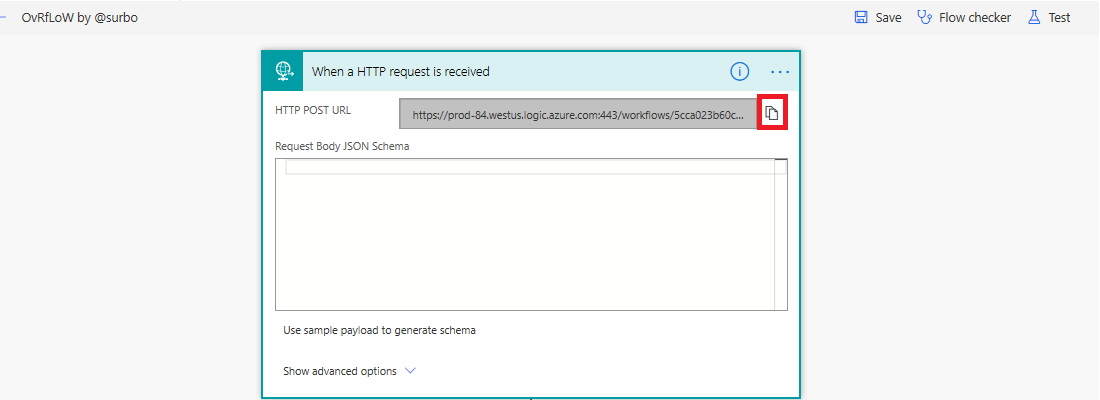 OvRfLoW by @surbo
Save
Flow checker
Test
When a HTTP request is received
HTTP POST URL
https://prod-84.westus.logic.azure.com:443/workflows/5cca023b60c...
Request Body JSON Schema
Use sample payload to generate schema
Show advanced options